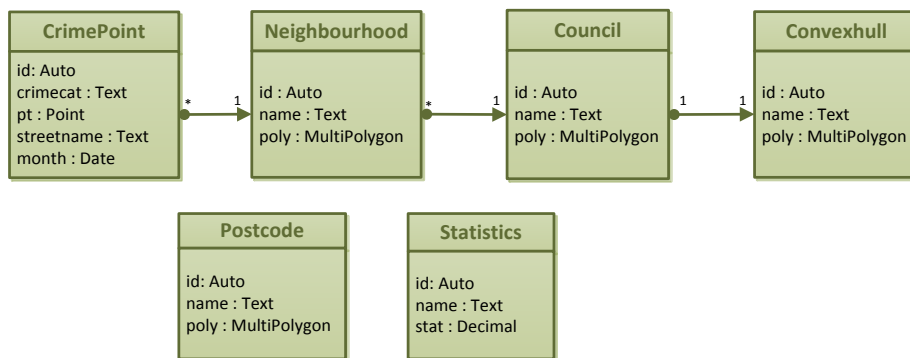 CrimePoint
id: Auto
crimecat : Text
pt : Point
streetname : Text
month : Date
* 1
Neighbourhood
id : Auto
name : Text
poly : MultiPolygon
* 1
Council
id : Auto
name : Text
poly : MultiPolygon
1 1
Convexhull
id : Auto
name : Text
poly : MultiPolygon
Postcode
id: Auto
name : Text
poly : MultiPolygon
Statistics
id: Auto
name : Text
stat : Decimal